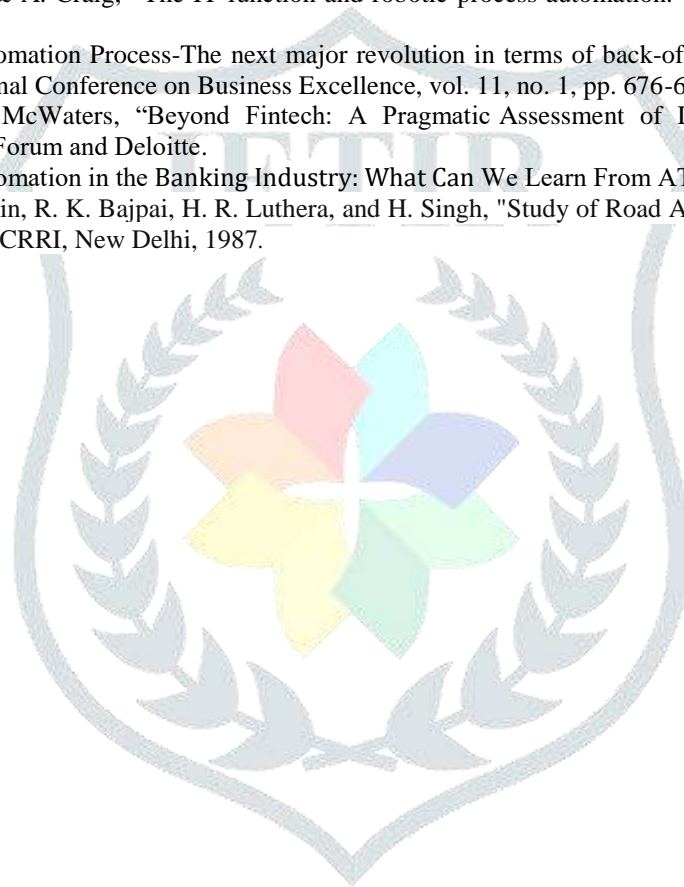 A. Craig, "The IT function and robotic process automation.
omation Process-The next major revolution in terms of back-of
nal Conference on Business Excellence, vol. 11, no. 1, pp. 676-6
McWaters, “Beyond Fintech: A Pragmatic Assessment of D
Forum and Deloitte.
JETIR
omation in the Banking Industry: What Can We Learn From AT
in, R. K. Bajpai, H. R. Luthera, and H. Singh, "Study of Road A
CRRI, New Delhi, 1987.